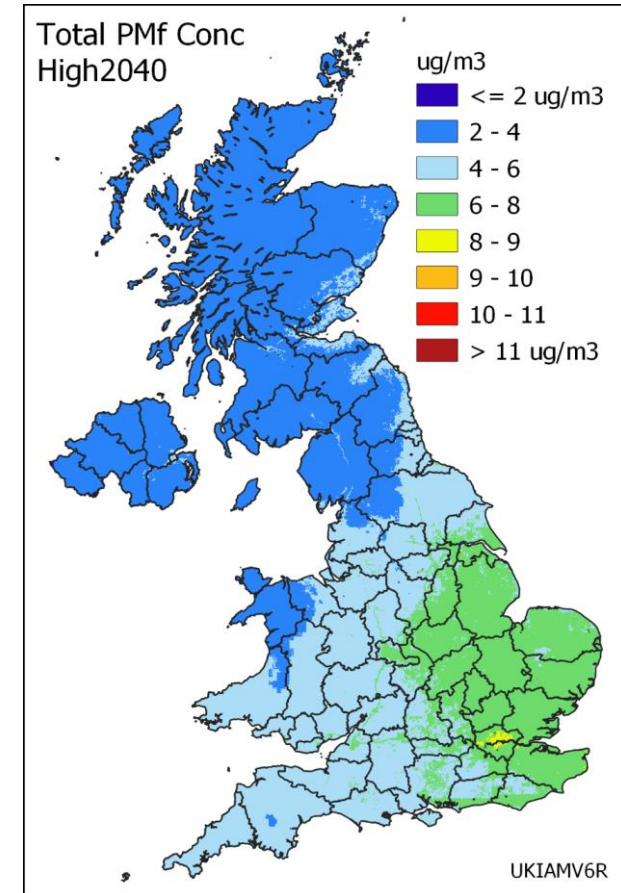 Total PMf Conc
High2040
ug/m3
<= 2 ug/m3
2 - 4
4 - 6
6 - 8
8 - 9
9 - 10
10 - 11
> 11 ug/m3
UKIAMV6R